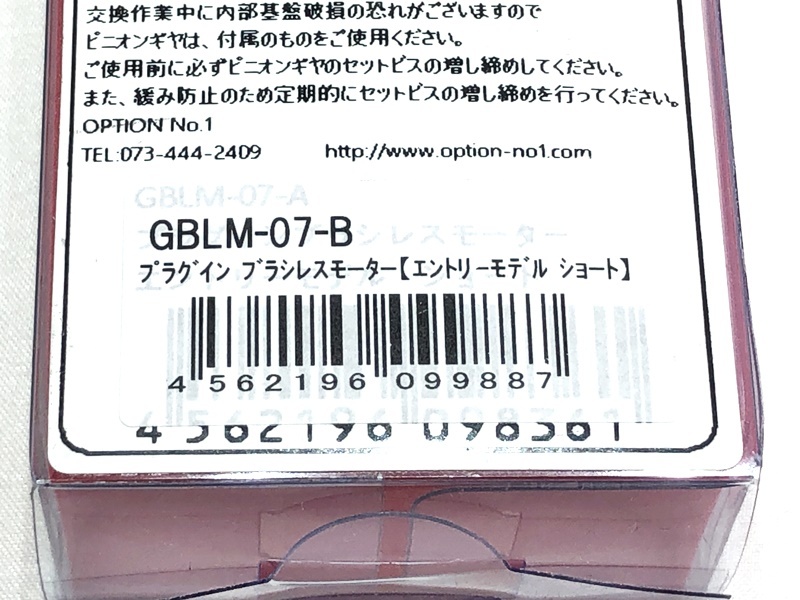 交換作業中に内部基盤破損の恐れがございますので
ピニオンギヤは、付属のものをご使用ください。
ご使用前に必ずピニオンギヤのセットビスの増し締めしてください。
また、緩み防止のため定期的にセットビスの増し締めを行ってください。
OPTION No.1
TEL:073-444-2409 http://www.option-no1.com
GBLM-07-A
GBLM-07-B
プラグイン ブラシレスモーター【エントリーモデル ショート】
4 562196 099887
4 562196 098361